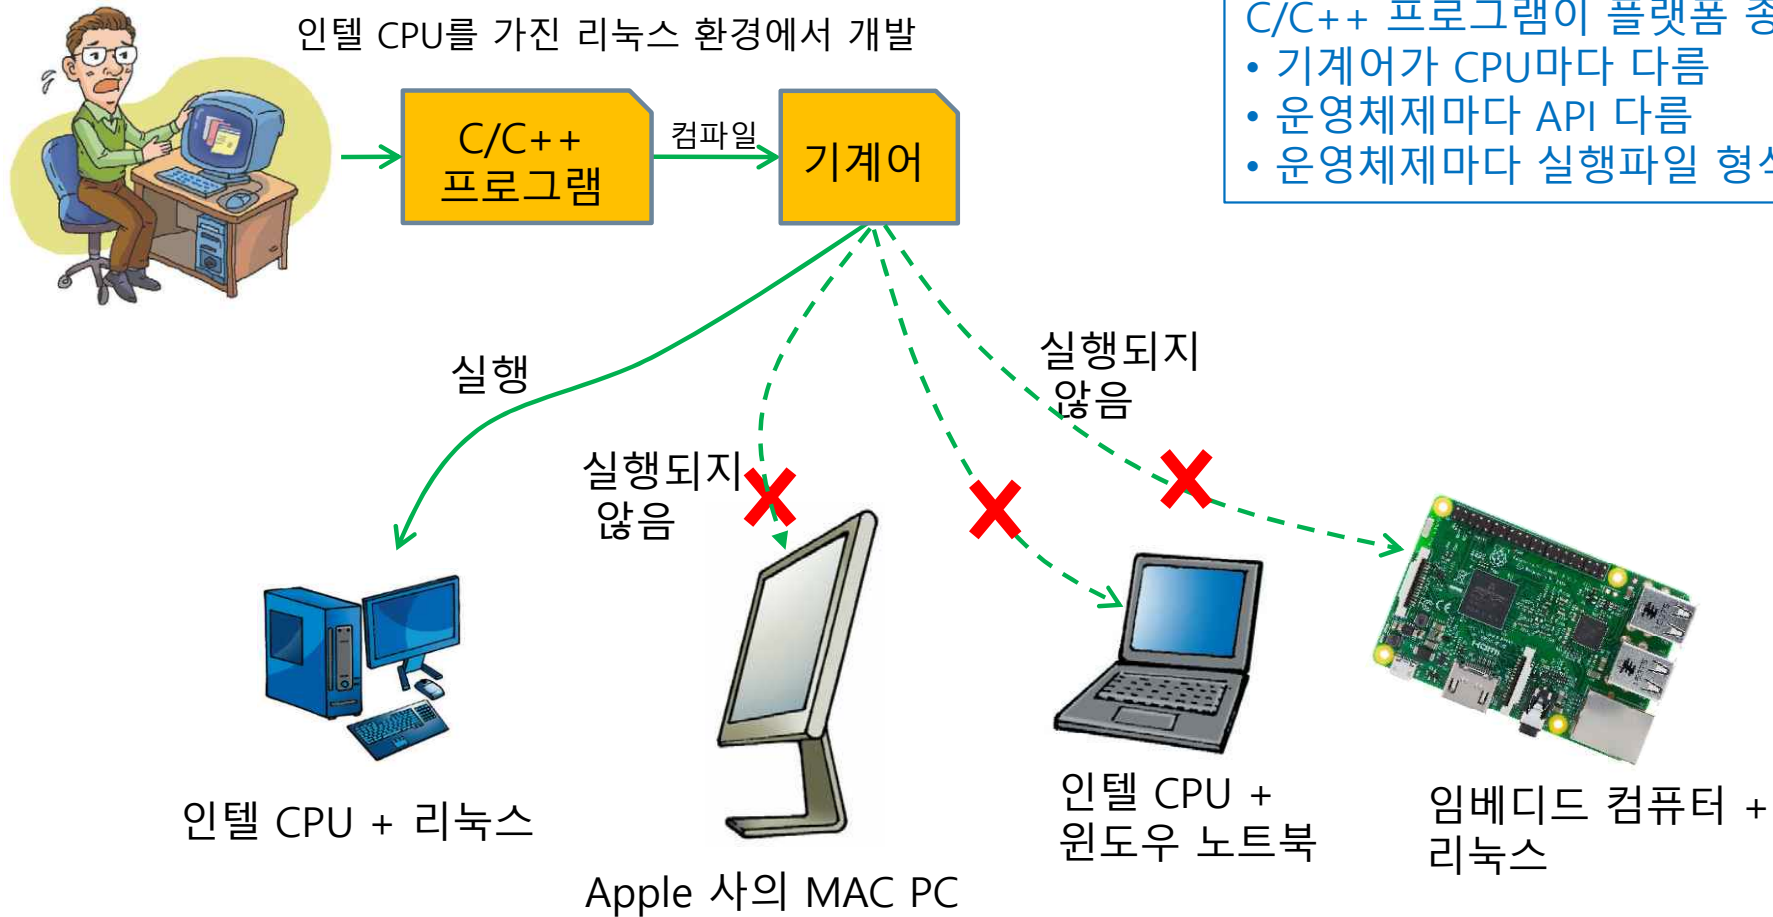 인텔 CPU를 가진 리눅스 환경에서 개발
C/C++ 프로그램이 플랫폼
• 기계어가 CPU마다 다름
• 운영체제마다 API 다름
• 운영체제마다 실행파일
C/C++
프로그램
컴파일
기계어
실행
실행되지
않음
실행되지
않음
인텔 CPU + 리눅스
Apple 사의 MAC PC
인텔 CPU +
윈도우 노트북
임베디드 컴퓨터 +
리눅스